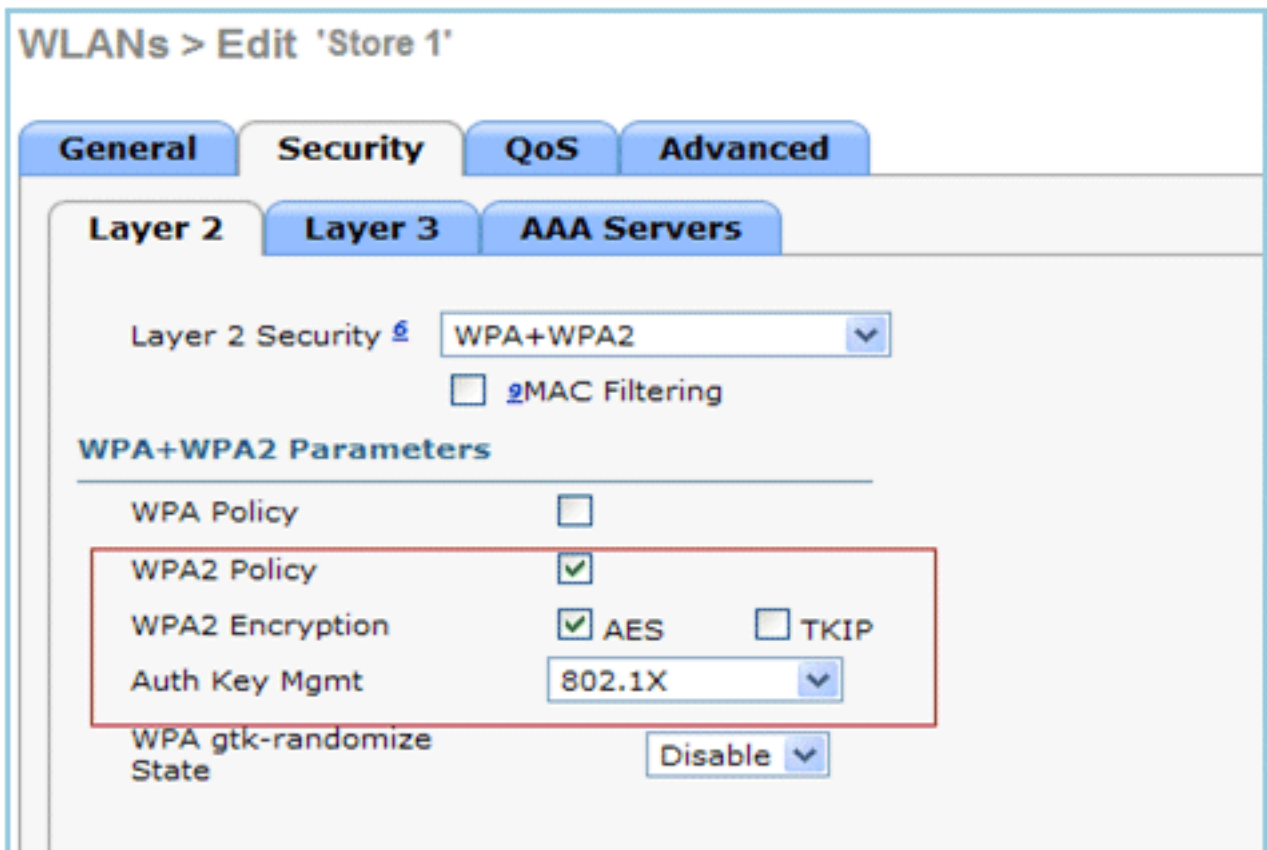 WLANs > Edit 'Store 1'
General Security QoS Advanced
Layer 2 Layer 3 AAA Servers
Layer 2 Security 6 WPA+WPA2
9MAC Filtering
WPA+WPA2 Parameters
WPA Policy
WPA2 Policy
WPA2 Encryption AES TKIP
Auth Key Mgmt 802.1X
WPA gtk-randomize
State Disable